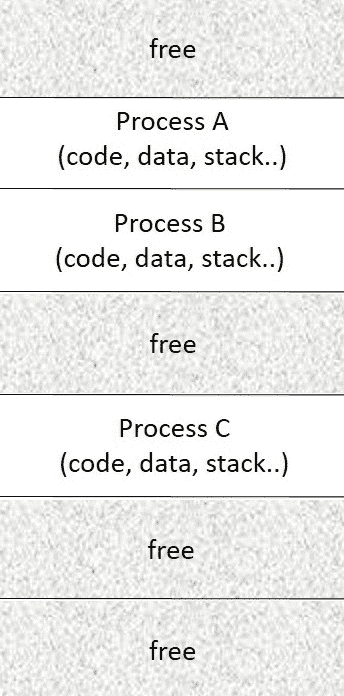 free
Process A
(code, data, stack..)
Process B
(code, data, stack..)
free
Process C
(code, data, stack..)
free
free